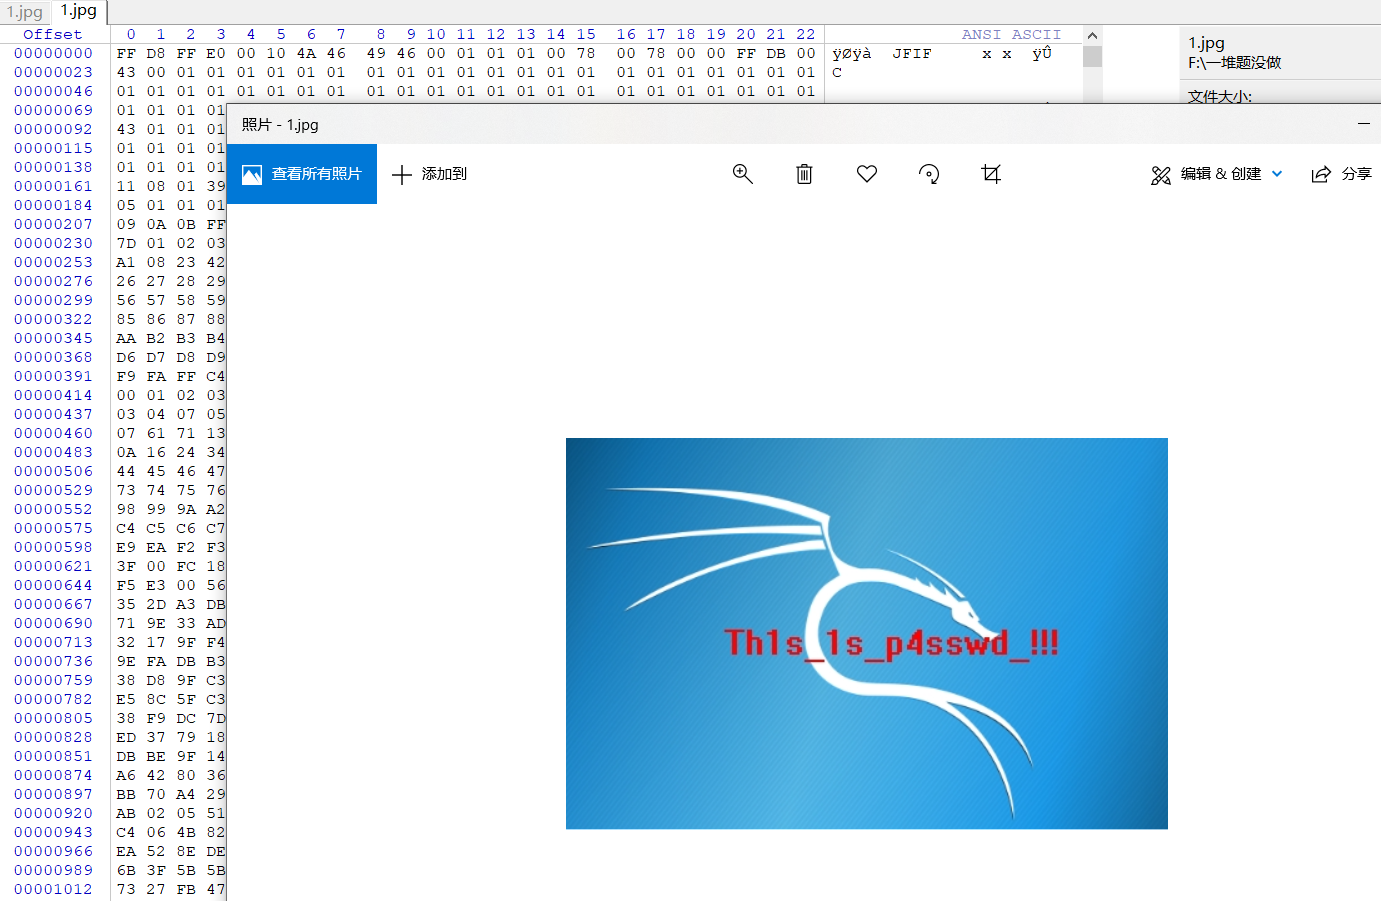 1.jpg 1.jpg
Offset 0 1 2 3 4 5 6 7 8 9 10 11 12 13 14 15 16 17 18 19 20 21 22 ANSI ASCII
00000000 FF D8 FF E0 00 10 4A 46 49 46 00 01 01 01 00 78 00 78 00 00 FF DB 00 ÿØÿà JFIF x x ÿÛ
00000023 43 00 01 01 01 01 01 01 01 01 01 01 01 01 01 01 01 01 01 01 01 01 01 C
00000046 01 01 01 01 01 01 01 01 01 01 01 01 01 01 01 01 01 01 01 01 01 01 01
00000069 01 01 01 01
00000092 43 01 01 01
00000115 01 01 01 01
00000138 01 01 01 01
00000161 11 08 01 39
00000184 05 01 01 01
00000207 09 0A 0B FF
00000230 7D 01 02 03
00000253 A1 08 23 42
00000276 26 27 28 29
00000299 56 57 58 59
00000322 85 86 87 88
00000345 AA B2 B3 B4
00000368 D6 D7 D8 D9
00000391 F9 FA FF C4
00000414 00 01 02 03
00000437 03 04 07 05
00000460 07 61 71 13
00000483 0A 16 24 34
00000506 44 45 46 47
00000529 73 74 75 76
00000552 98 99 9A A2
00000575 C4 C5 C6 C7
00000598 E9 EA F2 F3
00000621 3F 00 FC 18
00000644 F5 E3 00 56
00000667 35 2D A3 DB
00000690 71 9E 33 AD
00000713 32 17 9F F4
00000736 9E FA DB B3
00000759 38 D8 9F C3
00000782 E5 8C 5F C3
00000805 38 F9 DC 7D
00000828 ED 37 79 18
00000851 DB BE 9F 14
00000874 A6 42 80 36
00000897 BB 70 A4 29
00000920 AB 02 05 51
00000943 C4 06 4B 82
00000966 EA 52 8E DE
00000989 6B 3F 5B 5B
00001012 73 27 FB 47
1.jpg
F:\一堆题没做
文件大小:
照片 - 1.jpg
查看所有照片 添加到 编辑 & 创建 分享
Th1s_1s_p4sswd_!!!